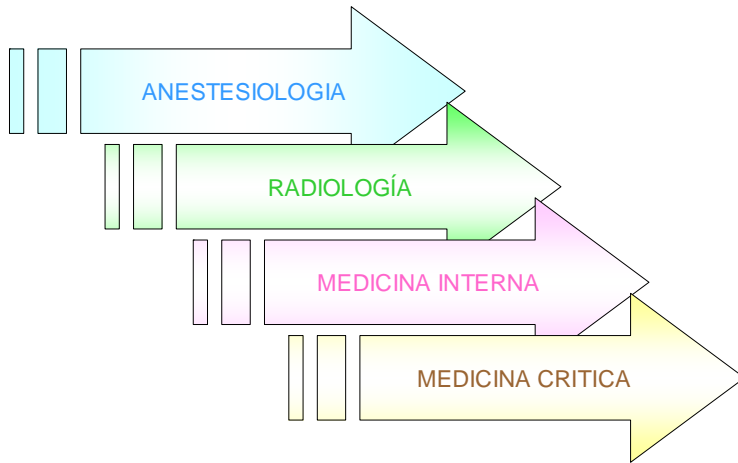 ANESTESIOLOGIA
RADIOLOGÍA
MEDICINA INTERNA
MEDICINA CRITICA